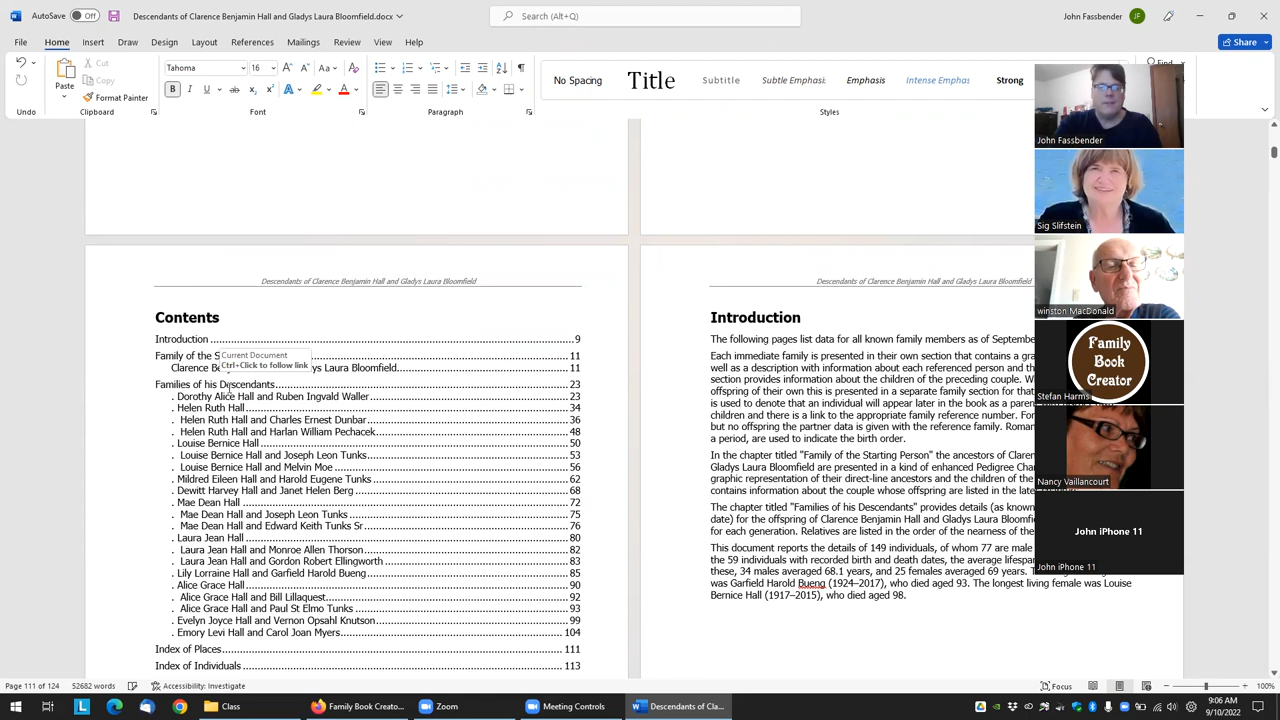 AutoSave Off Descendants of Clarence Benjamin Hall and Gladys Laura Bloomfield.docx Search (Alt+Q) John Fassbender JF
File Home Insert Draw Design Layout References Mailings Review View Help Share
Paste Cut Copy Format Painter
Tahoma 16
No Spacing Title Subtitle Subtle Emphasi: Emphasis Intense Emphas Strong Find
Undo Clipboard Font Paragraph Styles
Descendants of Clarence Benjamin Hall and Gladys Laura Bloomfield
Contents
Introduction 9
Family of the S 11
Clarence Be ys Laura Bloomfield 11
Current Document
Ctrl+Click to follow link
Families of his Descendants 23
. Dorothy Alice Hall and Ruben Ingvald Waller 23
. Helen Ruth Hall 34
. Helen Ruth Hall and Charles Ernest Dunbar 36
. Helen Ruth Hall and Harlan William Pechacek 48
. Louise Bernice Hall 50
. Louise Bernice Hall and Joseph Leon Tunks 53
. Louise Bernice Hall and Melvin Moe 56
. Mildred Eileen Hall and Harold Eugene Tunks 62
. Dewitt Harvey Hall and Janet Helen Berg 68
. Mae Dean Hall 72
. Mae Dean Hall and Joseph Leon Tunks 75
. Mae Dean Hall and Edward Keith Tunks Sr 76
. Laura Jean Hall 80
. Laura Jean Hall and Monroe Allen Thorson 82
. Laura Jean Hall and Gordon Robert Ellingworth 83
. Lily Lorraine Hall and Garfield Harold Bueng 85
. Alice Grace Hall 90
. Alice Grace Hall and Bill Lillaquest 92
. Alice Grace Hall and Paul St Elmo Tunks 93
. Evelyn Joyce Hall and Vernon Opsahl Knutson 99
. Emory Levi Hall and Carol Joan Myers 104
Index of Places 111
Index of Individuals 113
Descendants of Clarence Benjamin Hall and Gladys Laura Bloomfield
Introduction
The following pages list data for all known family members as of Septembe
Each immediate family is presented in their own section that contains a gra
well as a description with information about each referenced person and th
section provides information about the children of the preceding couple. W
offspring of their own this is presented in a separate family section for that
is used to denote that an individual will appear later in the book as a paren
children and there is a link to the appropriate family reference number. For
but no offspring the partner data is given with the reference family. Roman
a period, are used to indicate the birth order.
In the chapter titled "Family of the Starting Person" the ancestors of Claren
Gladys Laura Bloomfield are presented in a kind of enhanced Pedigree Char
graphic representation of their direct-line ancestors and the children of the
contains information about the couple whose offspring are listed in the late
The chapter titled "Families of his Descendants" provides details (as known
date) for the offspring of Clarence Benjamin Hall and Gladys Laura Bloomfi
for each generation. Relatives are listed in the order of the nearness of the
This document reports the details of 149 individuals, of whom 77 are male
the 59 individuals with recorded birth and death dates, the average lifespa
these, 34 males averaged 68.1 years, and 25 females averaged 69 years. T
was Garfield Harold Bueng (1924–2017), who died aged 93. The longest living female was Louise
Bernice Hall (1917–2015), who died aged 98.
John Fassbender
Sig Slifstein
winston MacDonald
Family
Book
Creator
Stefan Harms
Nancy Vaillancourt
John iPhone 11
John iPhone 11
Page 111 of 124 52682 words Accessibility: Investigate Focus 100%
Class Family Book Creato... Zoom Meeting Controls Descendants of Cla... 9:06 AM
9/10/2022